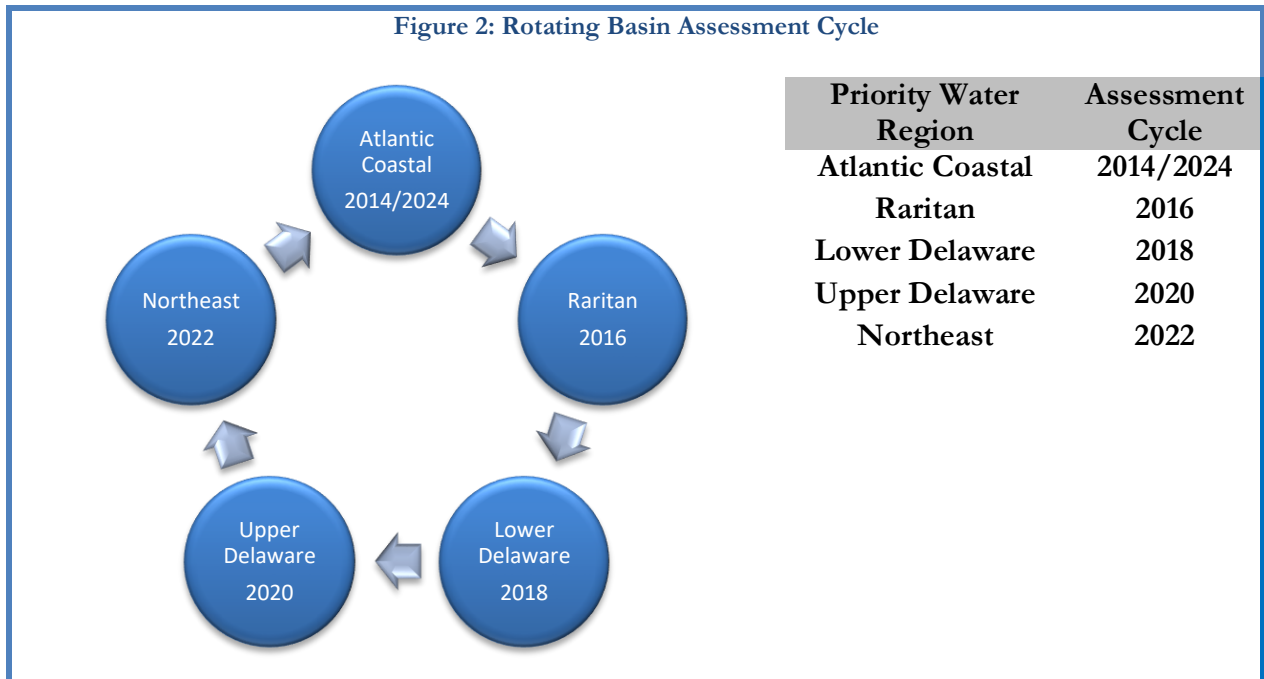 Figure 2: Rotating Basin Assessment Cycle
Atlantic
Coastal
2014/2024
Raritan
2016
Lower
Delaware
2018
Upper
Delaware
2020
Northeast
2022
Priority Water
Region
Assessment
Cycle
Atlantic Coastal 2014/2024
Raritan 2016
Lower Delaware 2018
Upper Delaware 2020
Northeast 2022